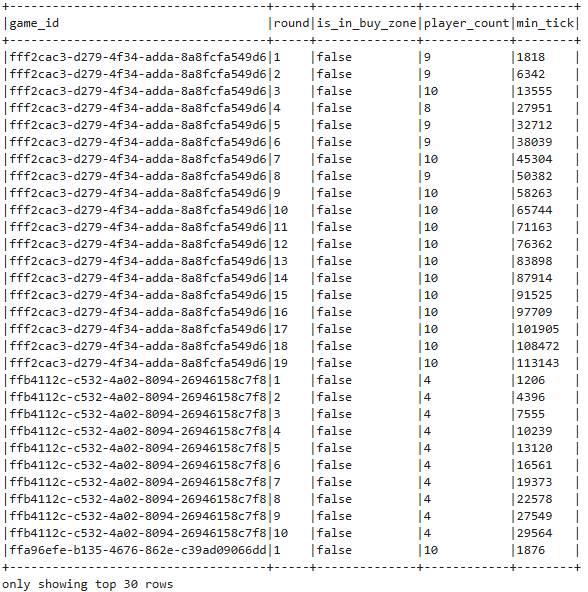 +------------------------------------+-----+--------------+------------+--------+
|game_id                             |round|is_in_buy_zone|player_count|min_tick|
+------------------------------------+-----+--------------+------------+--------+
|fff2cac3-d279-4f34-adda-8a8fcfa549d6|1    |false         |9           |1818    |
|fff2cac3-d279-4f34-adda-8a8fcfa549d6|2    |false         |9           |6342    |
|fff2cac3-d279-4f34-adda-8a8fcfa549d6|3    |false         |10          |13555   |
|fff2cac3-d279-4f34-adda-8a8fcfa549d6|4    |false         |8           |27951   |
|fff2cac3-d279-4f34-adda-8a8fcfa549d6|5    |false         |9           |32712   |
|fff2cac3-d279-4f34-adda-8a8fcfa549d6|6    |false         |9           |38039   |
|fff2cac3-d279-4f34-adda-8a8fcfa549d6|7    |false         |10          |45304   |
|fff2cac3-d279-4f34-adda-8a8fcfa549d6|8    |false         |9           |50382   |
|fff2cac3-d279-4f34-adda-8a8fcfa549d6|9    |false         |10          |58263   |
|fff2cac3-d279-4f34-adda-8a8fcfa549d6|10   |false         |10          |65744   |
|fff2cac3-d279-4f34-adda-8a8fcfa549d6|11   |false         |10          |71163   |
|fff2cac3-d279-4f34-adda-8a8fcfa549d6|12   |false         |10          |76362   |
|fff2cac3-d279-4f34-adda-8a8fcfa549d6|13   |false         |10          |83898   |
|fff2cac3-d279-4f34-adda-8a8fcfa549d6|14   |false         |10          |87914   |
|fff2cac3-d279-4f34-adda-8a8fcfa549d6|15   |false         |10          |91525   |
|fff2cac3-d279-4f34-adda-8a8fcfa549d6|16   |false         |10          |97709   |
|fff2cac3-d279-4f34-adda-8a8fcfa549d6|17   |false         |10          |101905  |
|fff2cac3-d279-4f34-adda-8a8fcfa549d6|18   |false         |10          |108472  |
|fff2cac3-d279-4f34-adda-8a8fcfa549d6|19   |false         |10          |113143  |
|ffb4112c-c532-4a02-8094-26946158c7f8|1    |false         |4           |1206    |
|ffb4112c-c532-4a02-8094-26946158c7f8|2    |false         |4           |4396    |
|ffb4112c-c532-4a02-8094-26946158c7f8|3    |false         |4           |7555    |
|ffb4112c-c532-4a02-8094-26946158c7f8|4    |false         |4           |10239   |
|ffb4112c-c532-4a02-8094-26946158c7f8|5    |false         |4           |13120   |
|ffb4112c-c532-4a02-8094-26946158c7f8|6    |false         |4           |16561   |
|ffb4112c-c532-4a02-8094-26946158c7f8|7    |false         |4           |19373   |
|ffb4112c-c532-4a02-8094-26946158c7f8|8    |false         |4           |22578   |
|ffb4112c-c532-4a02-8094-26946158c7f8|9    |false         |4           |27549   |
|ffb4112c-c532-4a02-8094-26946158c7f8|10   |false         |4           |29564   |
|ffa96efe-b135-4676-862e-c39ad09066dd|1    |false         |10          |1876    |
+------------------------------------+-----+--------------+------------+--------+
only showing top 30 rows